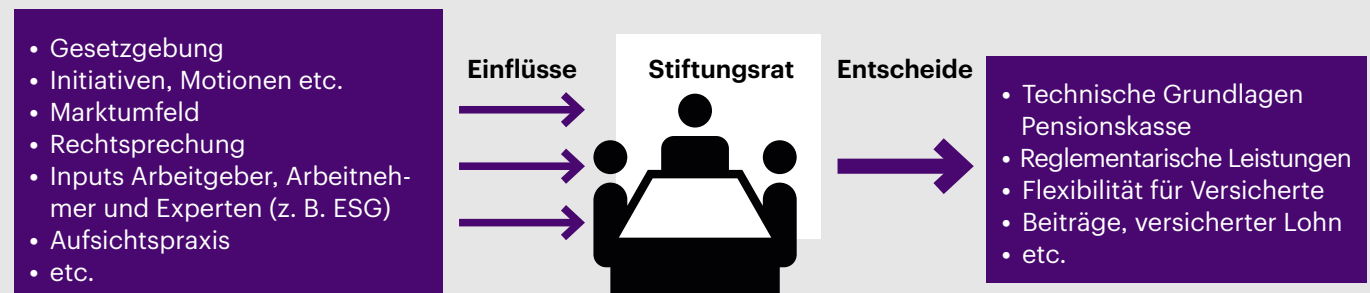 • Gesetzgebung
• Initiativen, Motionen etc.
• Marktumfeld
• Rechtsprechung
• Inputs Arbeitgeber, Arbeitneh-
mer und Experten (z. B. ESG)
• Aufsichtspraxis
• etc.
Einflüsse
Stiftungsrat
Entscheide
• Technische Grundlagen
Pensionskasse
• Reglementarische Leistungen
• Flexibilität für Versicherte
• Beiträge, versicherter Lohn
• etc.